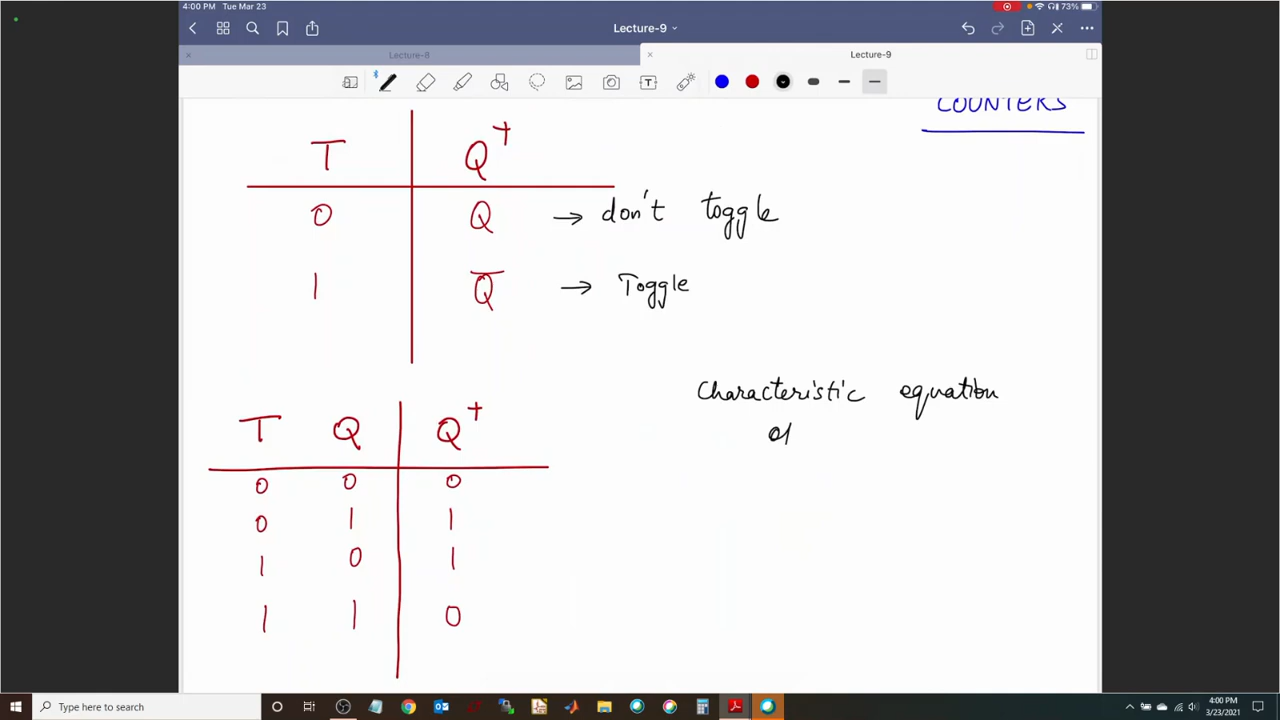 4:00 PM Tue Mar 23
73%
Lecture-9
Lecture-8
Lecture-9
COUNTERS
T Q+
0 Q → don't toggle
1 Q̅ → Toggle
Characteristic equation
of
T Q Q+
0 0 0
0 1 1
1 0 1
1 1 0
Type here to search
4:00 PM
3/23/2021